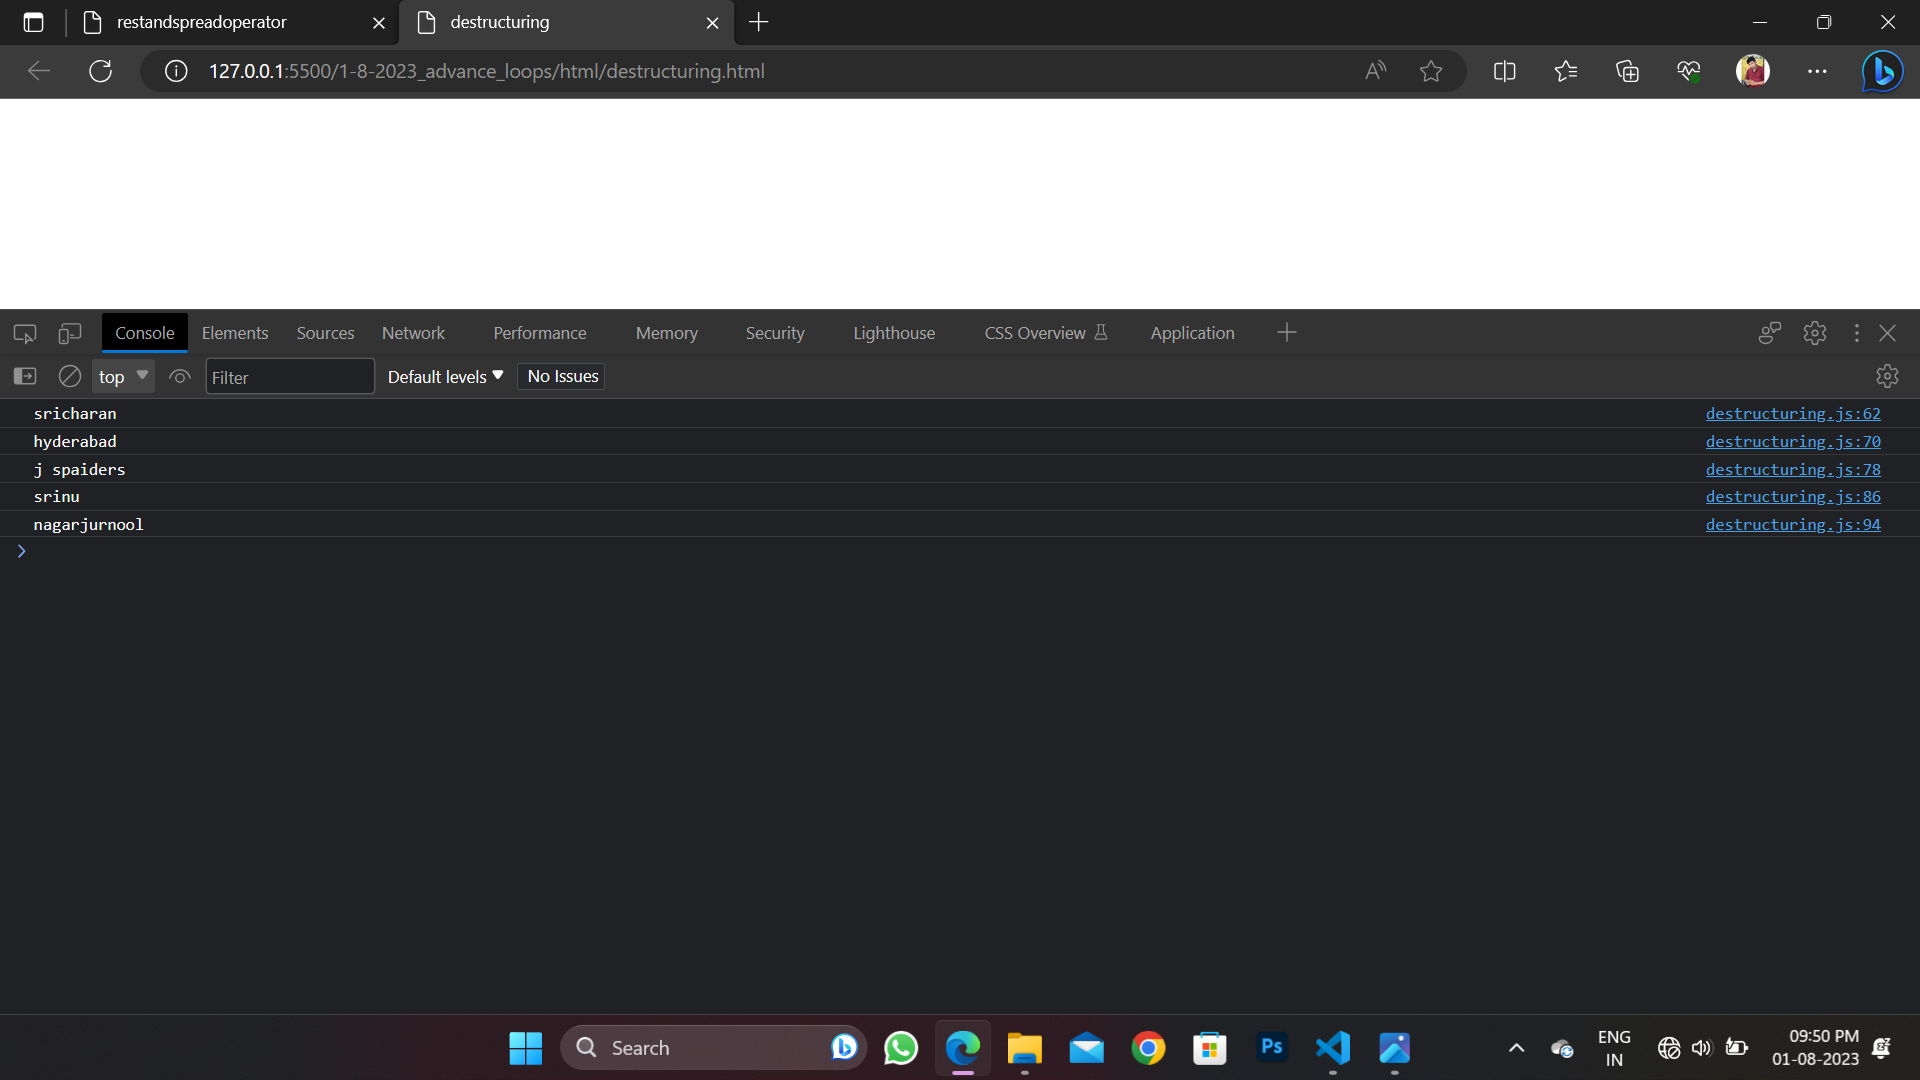 restandspreadoperator
destructuring
127.0.0.1:5500/1-8-2023_advance_loops/html/destructuring.html
Console Elements Sources Network Performance Memory Security Lighthouse CSS Overview Application
top Filter Default levels No Issues
sricharan destructuring.js:62
hyderabad destructuring.js:70
j spaiders destructuring.js:78
srinu destructuring.js:86
nagarjurnool destructuring.js:94
Search
Ps
ENG
IN
09:50 PM
01-08-2023